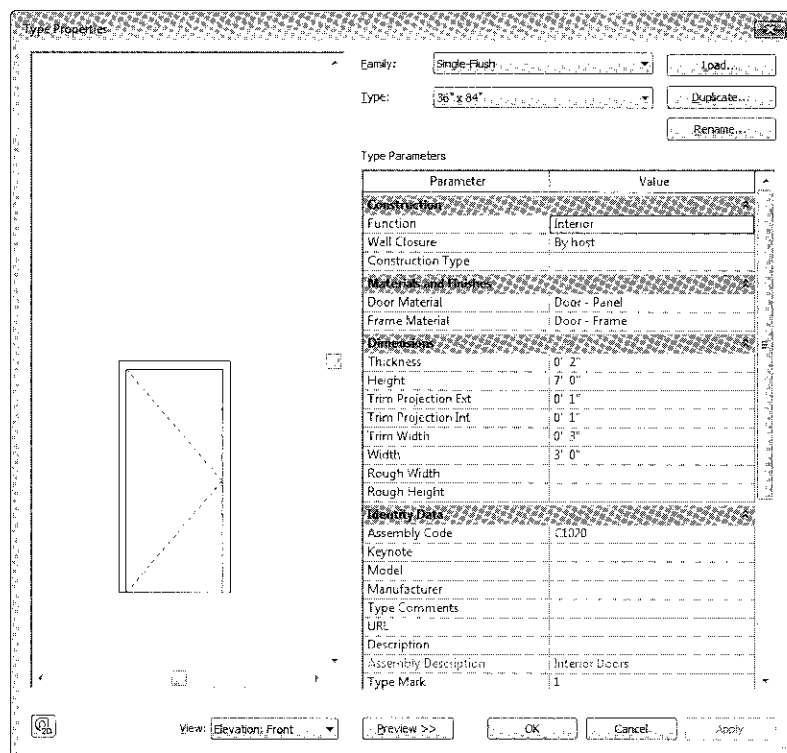 Type Properties
Family: Single-Flush Load...
Type: 36" x 84" Duplicate...
Rename...
Type Parameters
Parameter Value
Construction
Function Interior
Wall Closure By host
Construction Type
Materials and Finishes
Door Material Door - Panel
Frame Material Door - Frame
Dimensions
Thickness 0' 2"
Height 7' 0"
Trim Projection Ext 0' 1"
Trim Projection Int 0' 1"
Trim Width 0' 3"
Width 3' 0"
Rough Width
Rough Height
Identity Data
Assembly Code C1020
Keynote
Model
Manufacturer
Type Comments
URL
Description
Assembly Description Interior Doors
Type Mark 1
View: Elevation: Front Preview >> OK Cancel Apply